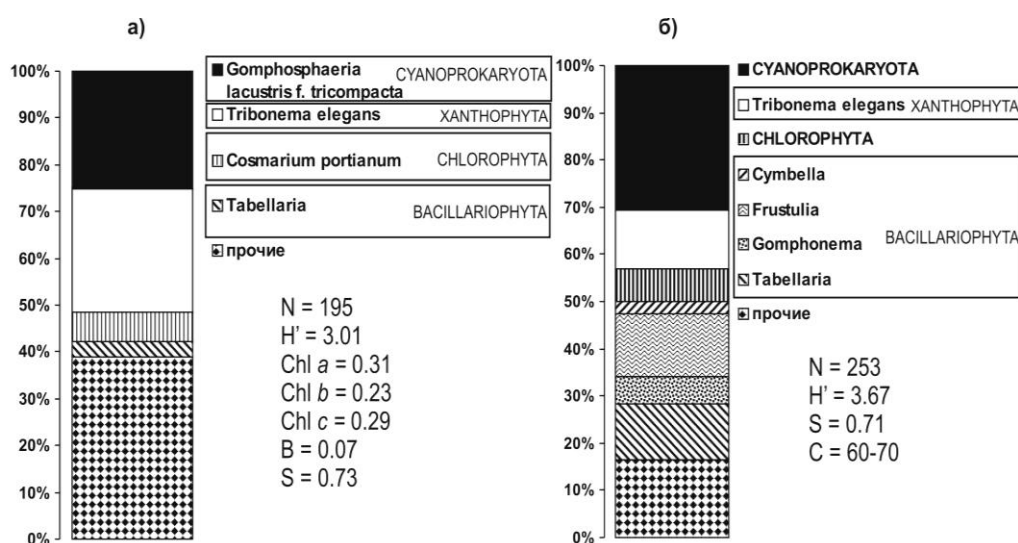 а)
100%
90%
80%
70%
60%
50%
40%
30%
20%
10%
0%
Gomphosphaeria CYANOPROKARYOTA
lacustris f. tricompacta
Tribonema elegans XANTHOPHYTA
Cosmarium portianum CHLOROPHYTA
Tabellaria BACILLARIOPHYTA
прочие
N = 195
H’ = 3.01
Chl a = 0.31
Chl b = 0.23
Chl c = 0.29
B = 0.07
S = 0.73
б)
100%
90%
80%
70%
60%
50%
40%
30%
20%
10%
0%
CYANOPROKARYOTA
Tribonema elegans XANTHOPHYTA
CHLOROPHYTA
Cymbella
Frustulia
Gomphonema BACILLARIOPHYTA
Tabellaria
прочие
N = 253
H’ = 3.67
S = 0.71
C = 60-70